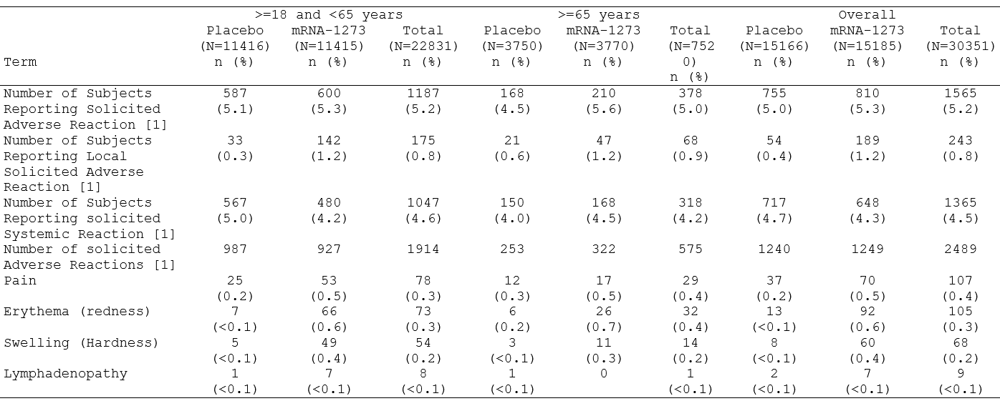 >=18 and <65 years >=65 years Overall
Placebo mRNA-1273 Total Placebo mRNA-1273 Total Placebo mRNA-1273 Total
(N=11416) (N=11415) (N=22831) (N=3750) (N=3770) (N=752 (N=15166) (N=15185) (N=30351)
Term n (%) n (%) n (%) n (%) n (%) 0) n (%) n (%) n (%)
n (%)
Number of Subjects 587 600 1187 168 210 378 755 810 1565
Reporting Solicited (5.1) (5.3) (5.2) (4.5) (5.6) (5.0) (5.0) (5.3) (5.2)
Adverse Reaction [1]
Number of Subjects 33 142 175 21 47 68 54 189 243
Reporting Local (0.3) (1.2) (0.8) (0.6) (1.2) (0.9) (0.4) (1.2) (0.8)
Solicited Adverse
Reaction [1]
Number of Subjects 567 480 1047 150 168 318 717 648 1365
Reporting solicited (5.0) (4.2) (4.6) (4.0) (4.5) (4.2) (4.7) (4.3) (4.5)
Systemic Reaction [1]
Number of solicited 987 927 1914 253 322 575 1240 1249 2489
Adverse Reactions [1]
Pain 25 53 78 12 17 29 37 70 107
(0.2) (0.5) (0.3) (0.3) (0.5) (0.4) (0.2) (0.5) (0.4)
Erythema (redness) 7 66 73 6 26 32 13 92 105
(<0.1) (0.6) (0.3) (0.2) (0.7) (0.4) (<0.1) (0.6) (0.3)
Swelling (Hardness) 5 49 54 3 11 14 8 60 68
(<0.1) (0.4) (0.2) (<0.1) (0.3) (0.2) (<0.1) (0.4) (0.2)
Lymphadenopathy 1 7 8 1 0 1 2 7 9
(<0.1) (<0.1) (<0.1) (<0.1) (<0.1) (<0.1) (<0.1) (<0.1)